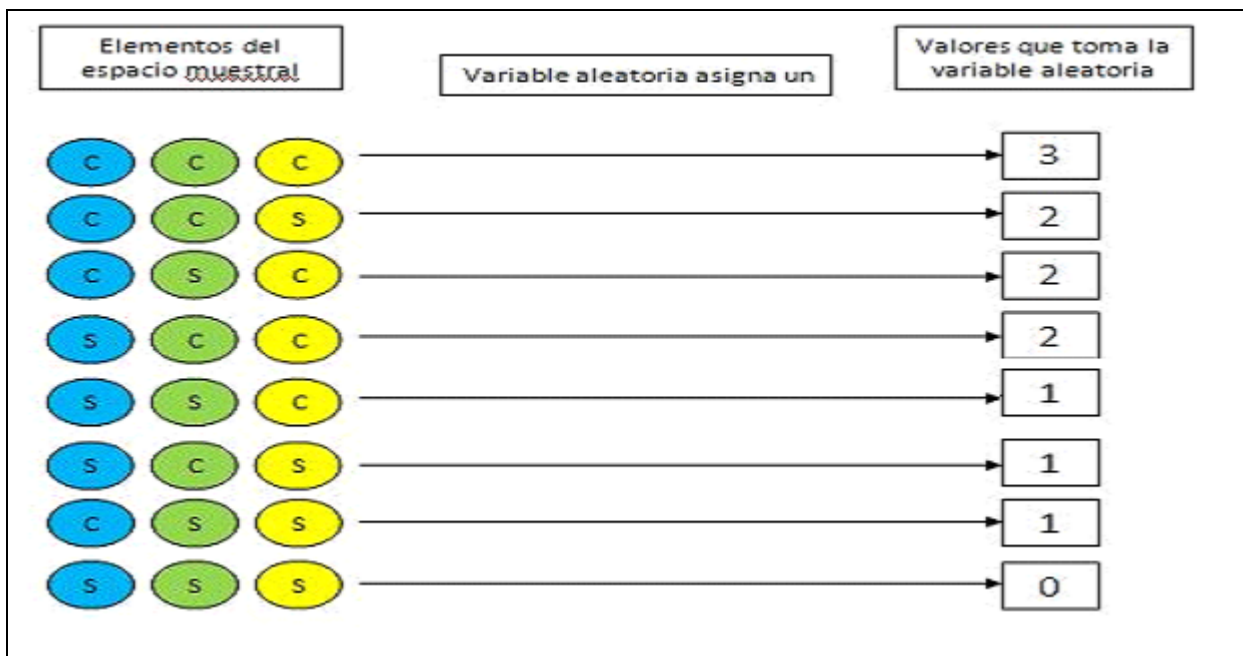 Elementos del
espacio muestral
Variable aleatoria asigna un
Valores que toma la
variable aleatoria
C C C 3
C C S 2
C S C 2
S C C 2
S S C 1
S C S 1
C S S 1
S S S 0